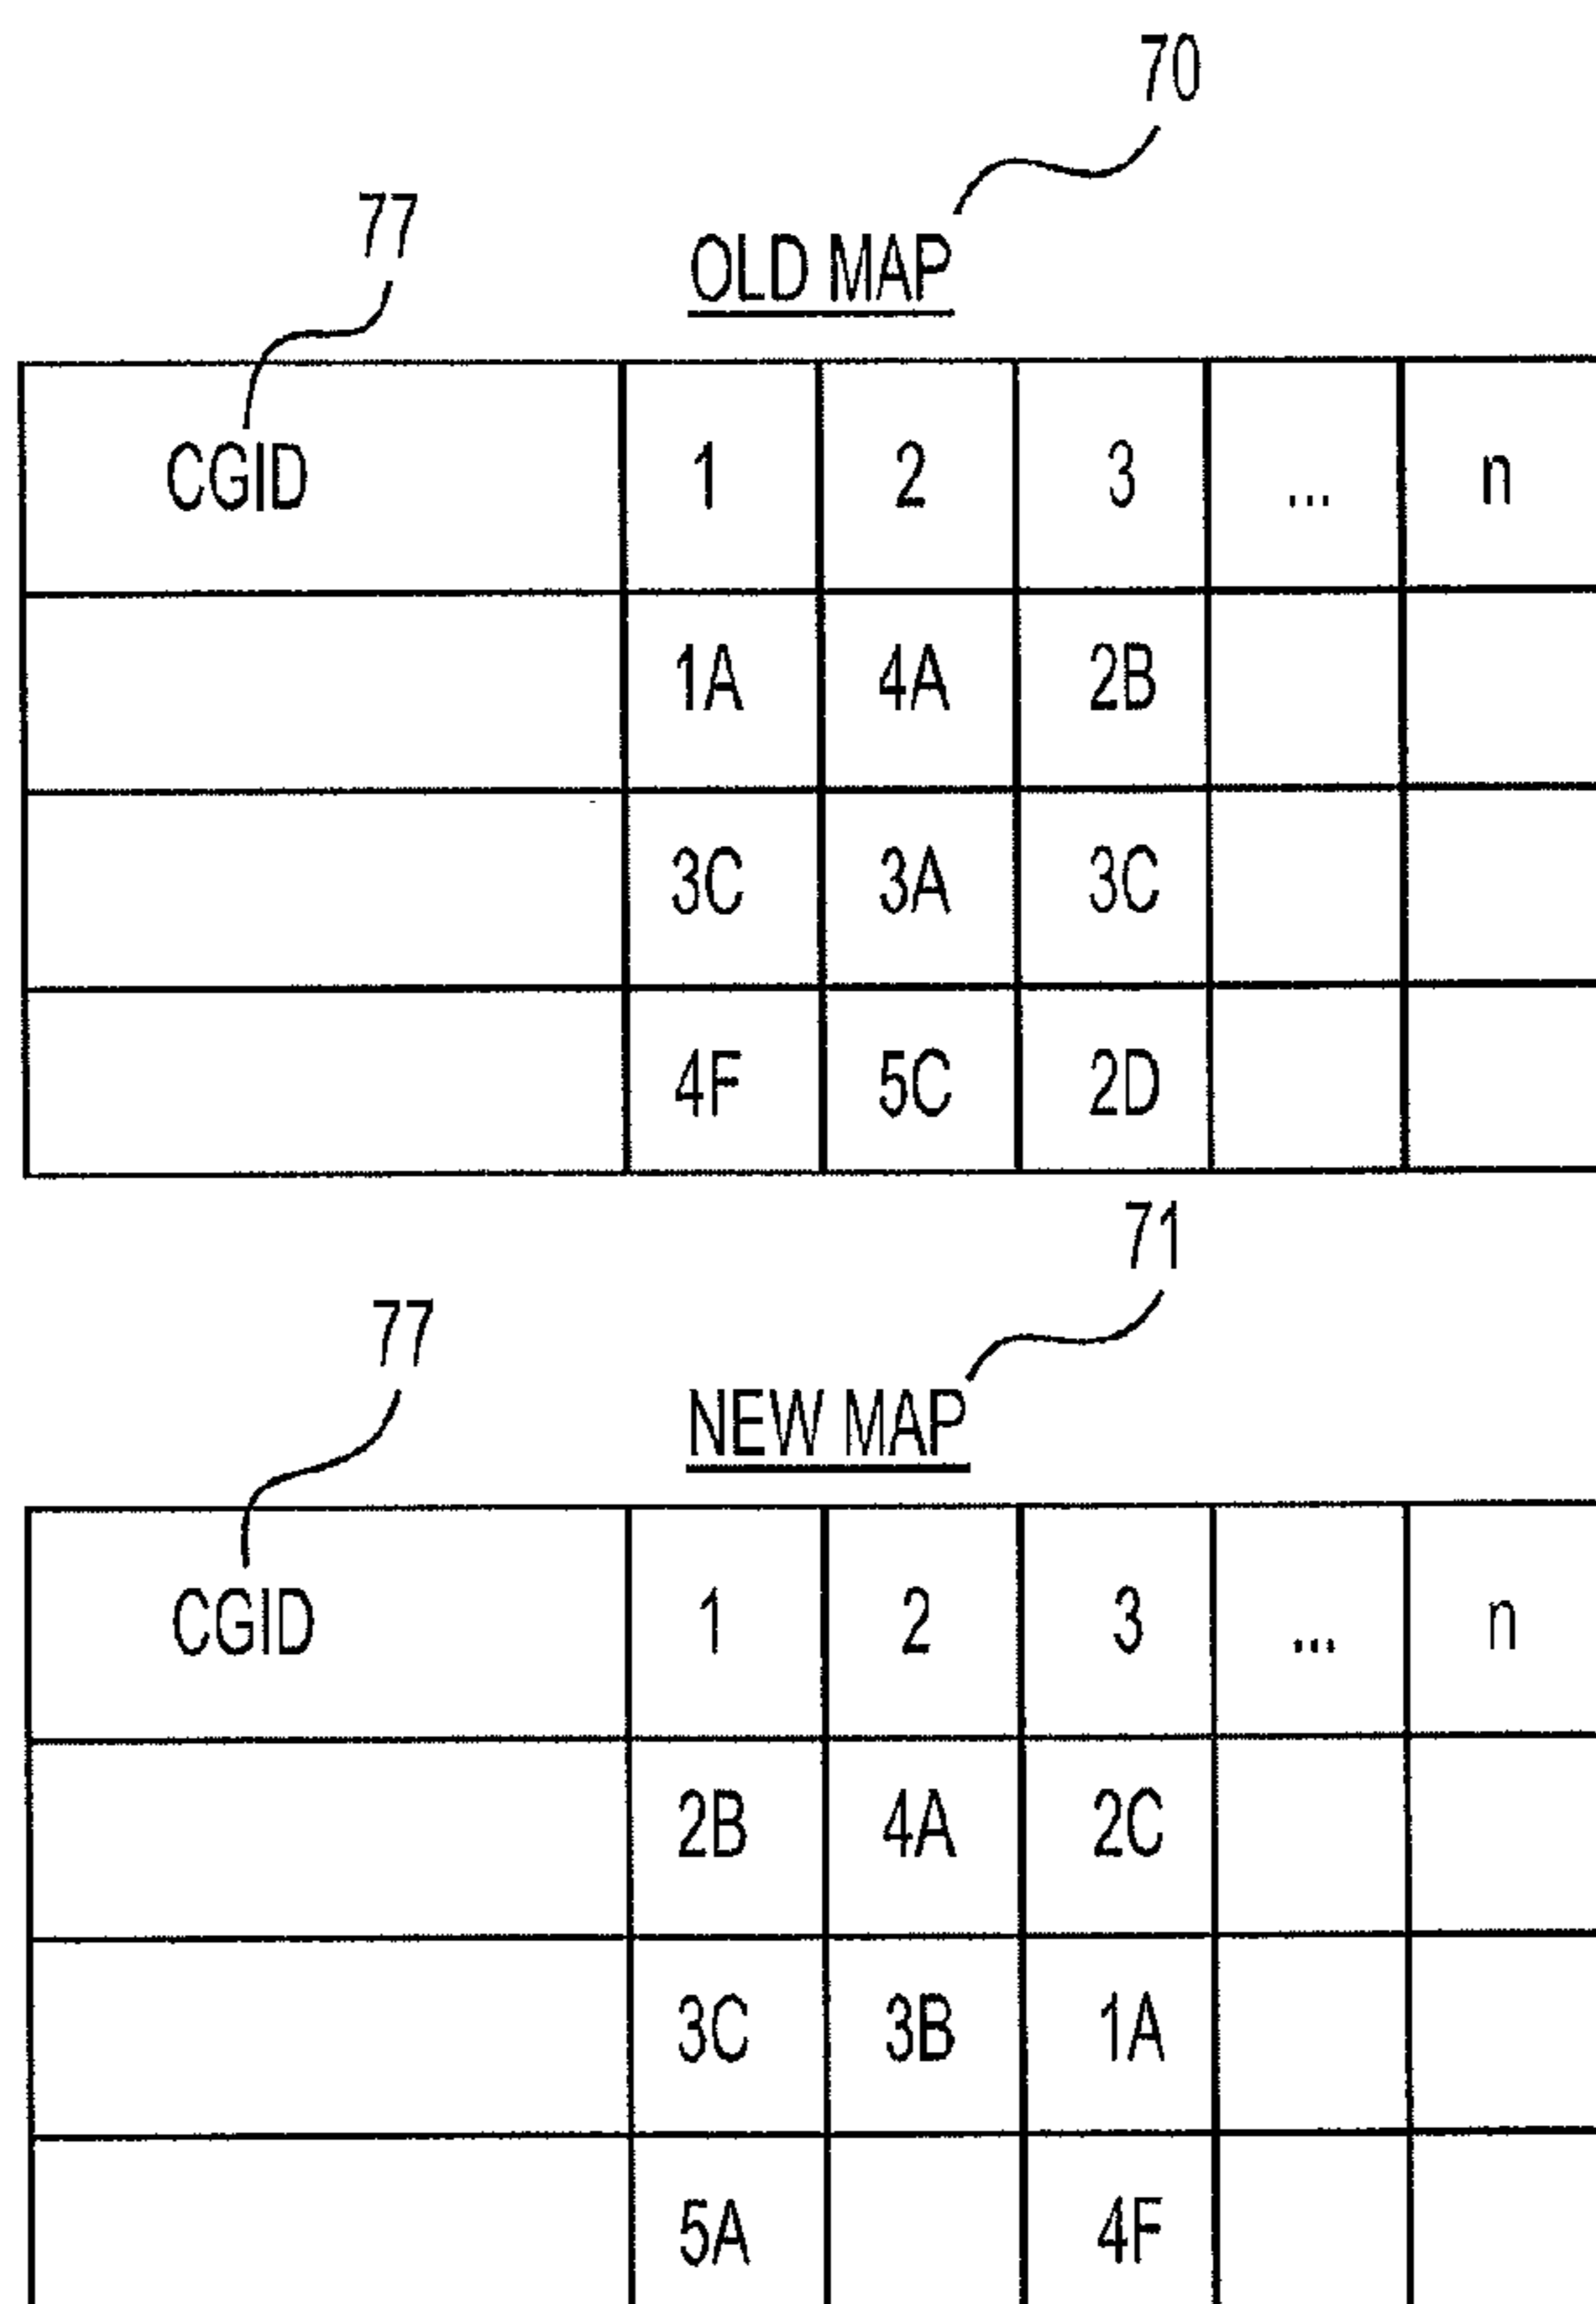 70
77
OLD MAP
CGID 1 2 3 ... n
1A 4A 2B
3C 3A 3C
4F 5C 2D
71
77
NEW MAP
CGID 1 2 3 ... n
2B 4A 2C
3C 3B 1A
5A 4F